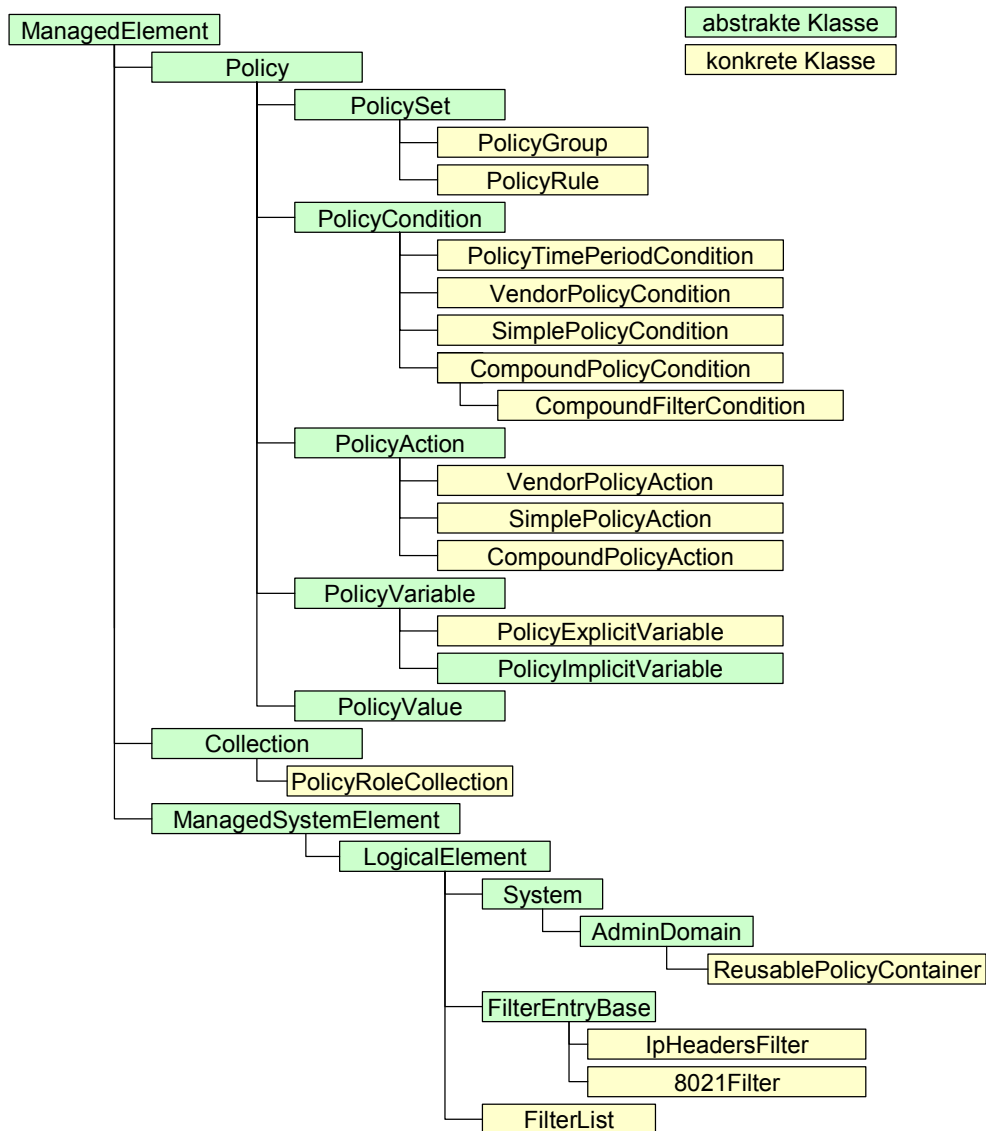 ManagedElement
abstrakte Klasse
konkrete Klasse
Policy
PolicySet
PolicyGroup
PolicyRule
PolicyCondition
PolicyTimePeriodCondition
VendorPolicyCondition
SimplePolicyCondition
CompoundPolicyCondition
CompoundFilterCondition
PolicyAction
VendorPolicyAction
SimplePolicyAction
CompoundPolicyAction
PolicyVariable
PolicyExplicitVariable
PolicyImplicitVariable
PolicyValue
Collection
PolicyRoleCollection
ManagedSystemElement
LogicalElement
System
AdminDomain
ReusablePolicyContainer
FilterEntryBase
IpHeadersFilter
8021Filter
FilterList